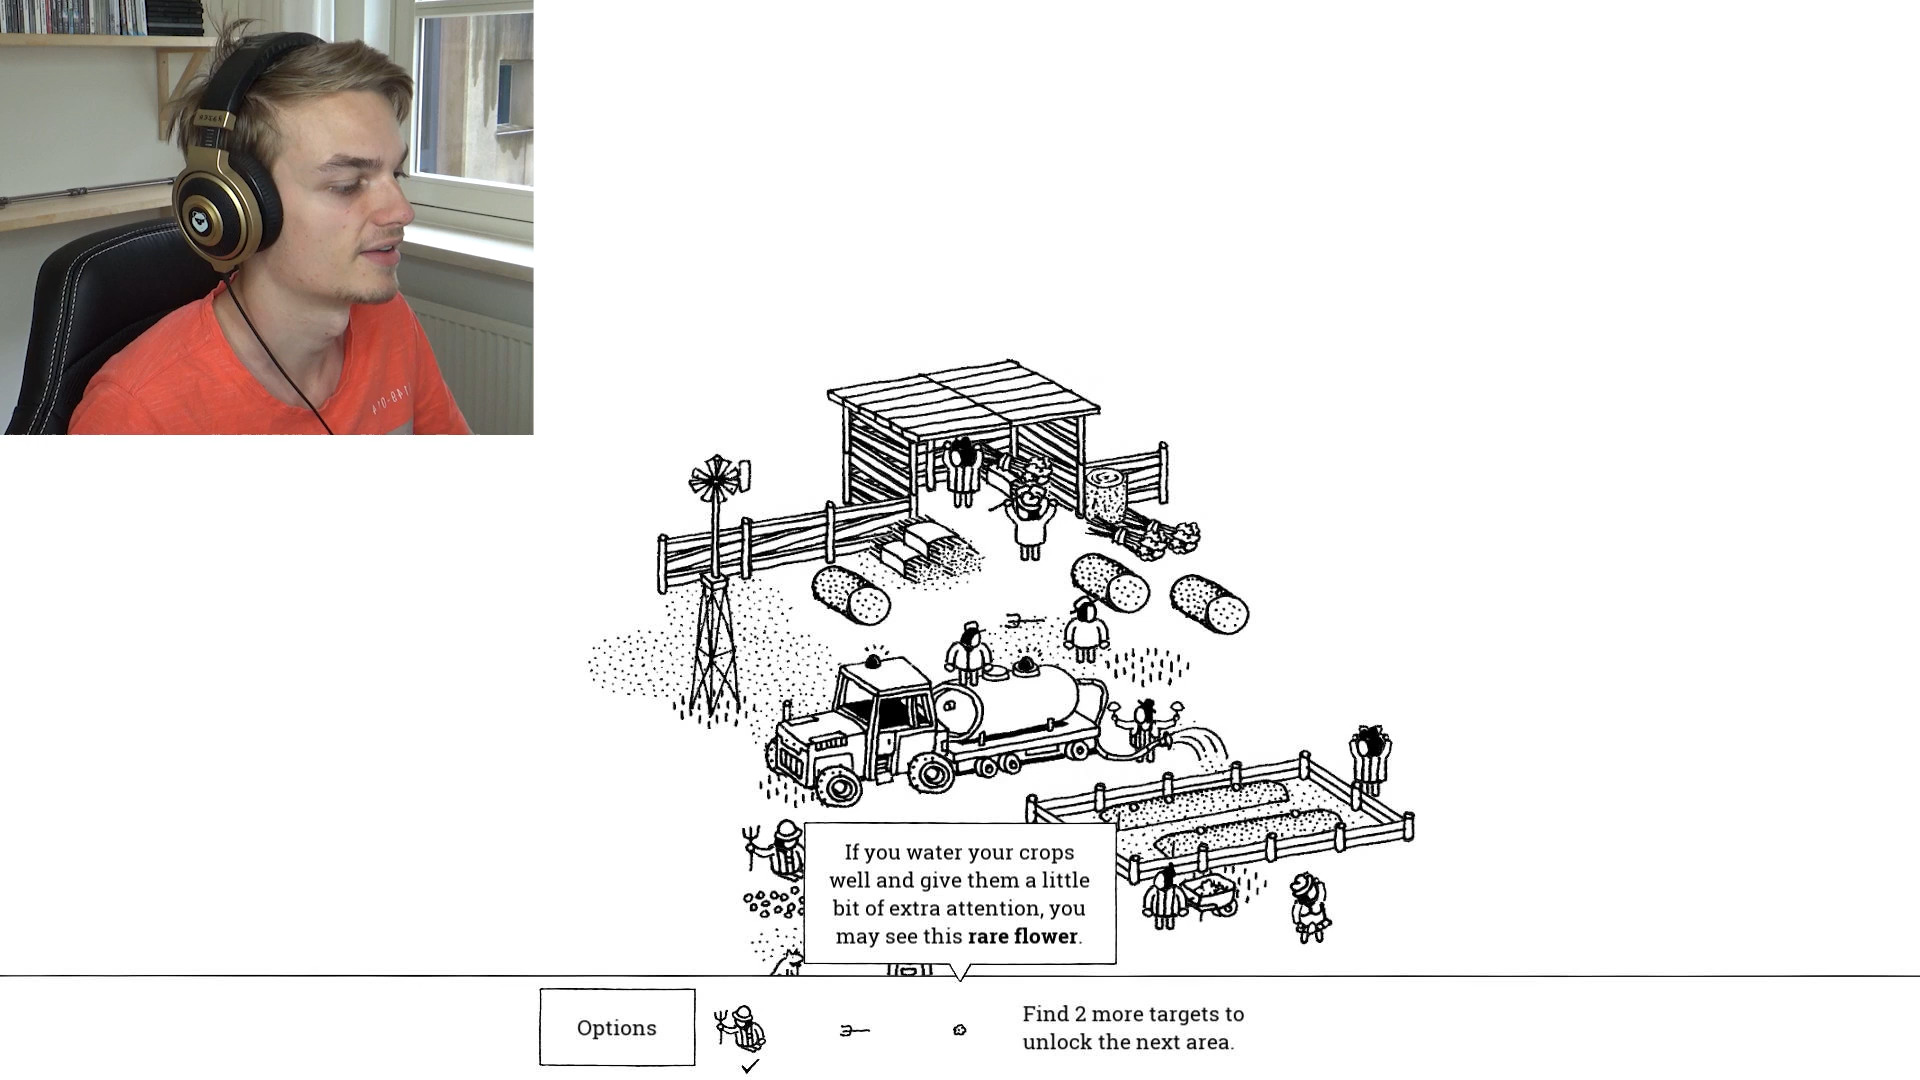 If you water your crops
well and give them a little
bit of extra attention, you
may see this rare flower.
Options
Find 2 more targets to
unlock the next area.